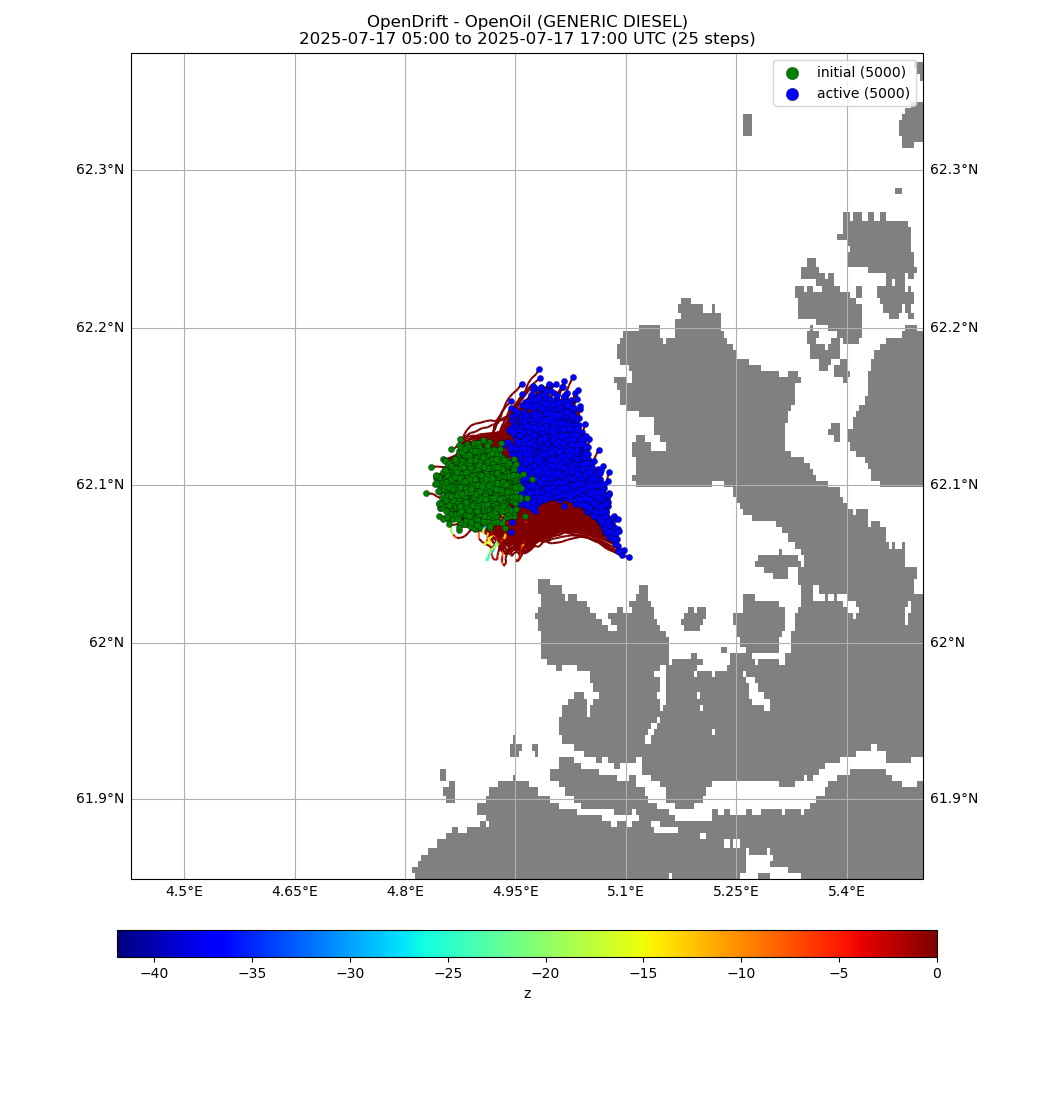 OpenDrift - OpenOil (GENERIC DIESEL)
2025-07-17 05:00 to 2025-07-17 17:00 UTC (25 steps)
initial (5000)
active (5000)
62.3°N 62.3°N
62.2°N 62.2°N
62.1°N 62.1°N
62°N 62°N
61.9°N 61.9°N
4.5°E 4.65°E 4.8°E 4.95°E 5.1°E 5.25°E 5.4°E
−40 −35 −30 −25 −20 −15 −10 −5 0
z